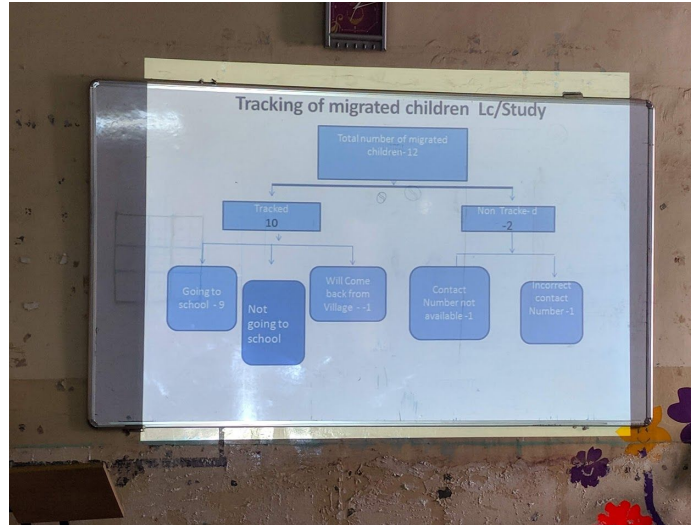 Tracking of migrated children Lc/Study
Total number of migrated
children-12
Tracked
10
Non Tracke-d
-2
Going to
school - 9
Not
going to
school
Will Come
back from
Village - -1
Contact
Number not
available -1
Incorrect
contact
Number -1